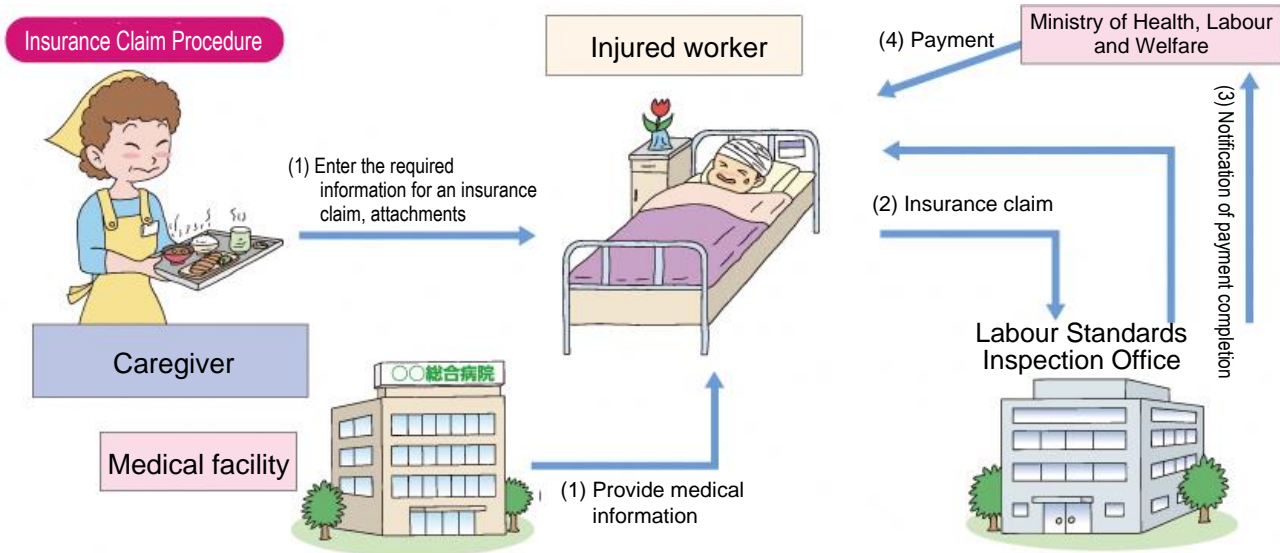 Insurance Claim Procedure
Injured worker
(4) Payment
Ministry of Health, Labour
and Welfare
(1) Enter the required
information for an insurance
claim, attachments
(2) Insurance claim
(3) Notification of payment completion
Caregiver
Labour Standards
Inspection Office
〇〇総合病院
Medical facility
(1) Provide medical
information